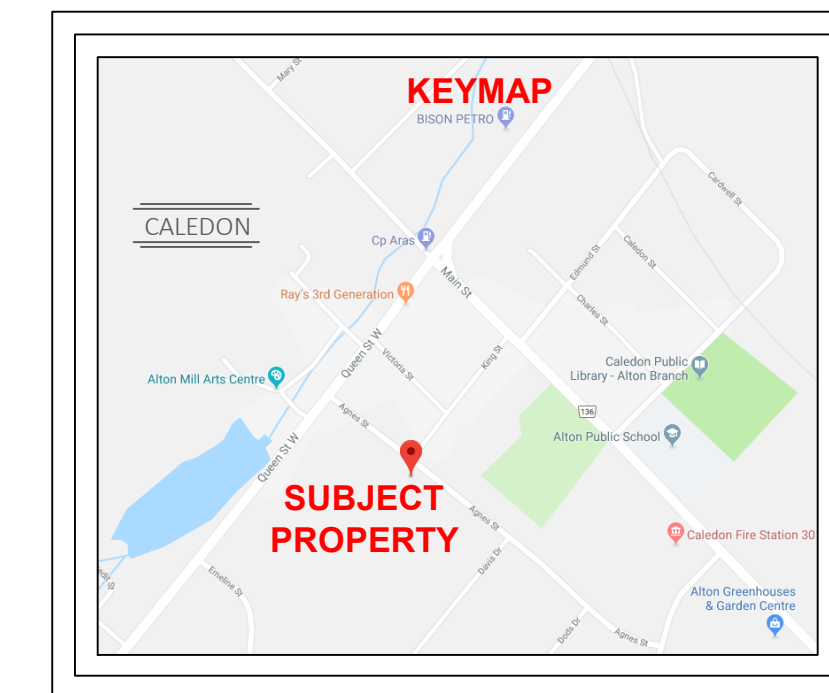 KEYMAP
Mary St
BISON PETRO
Cardwell St
CALEDON
Cp Aras
Edmund St
Caledon St
Main St
Ray's 3rd Generation
Charles St
Queen St W
Victoria St
King St
Caledon Public
Library - Alton Branch
Alton Mill Arts Centre
Agnes St
136
Alton Public School
Queen St W
SUBJECT
PROPERTY
Agnes St
Caledon Fire Station 30
Davis Dr
Emeline St
Alton Greenhouses
& Garden Centre
Dods Dr
Agnes St